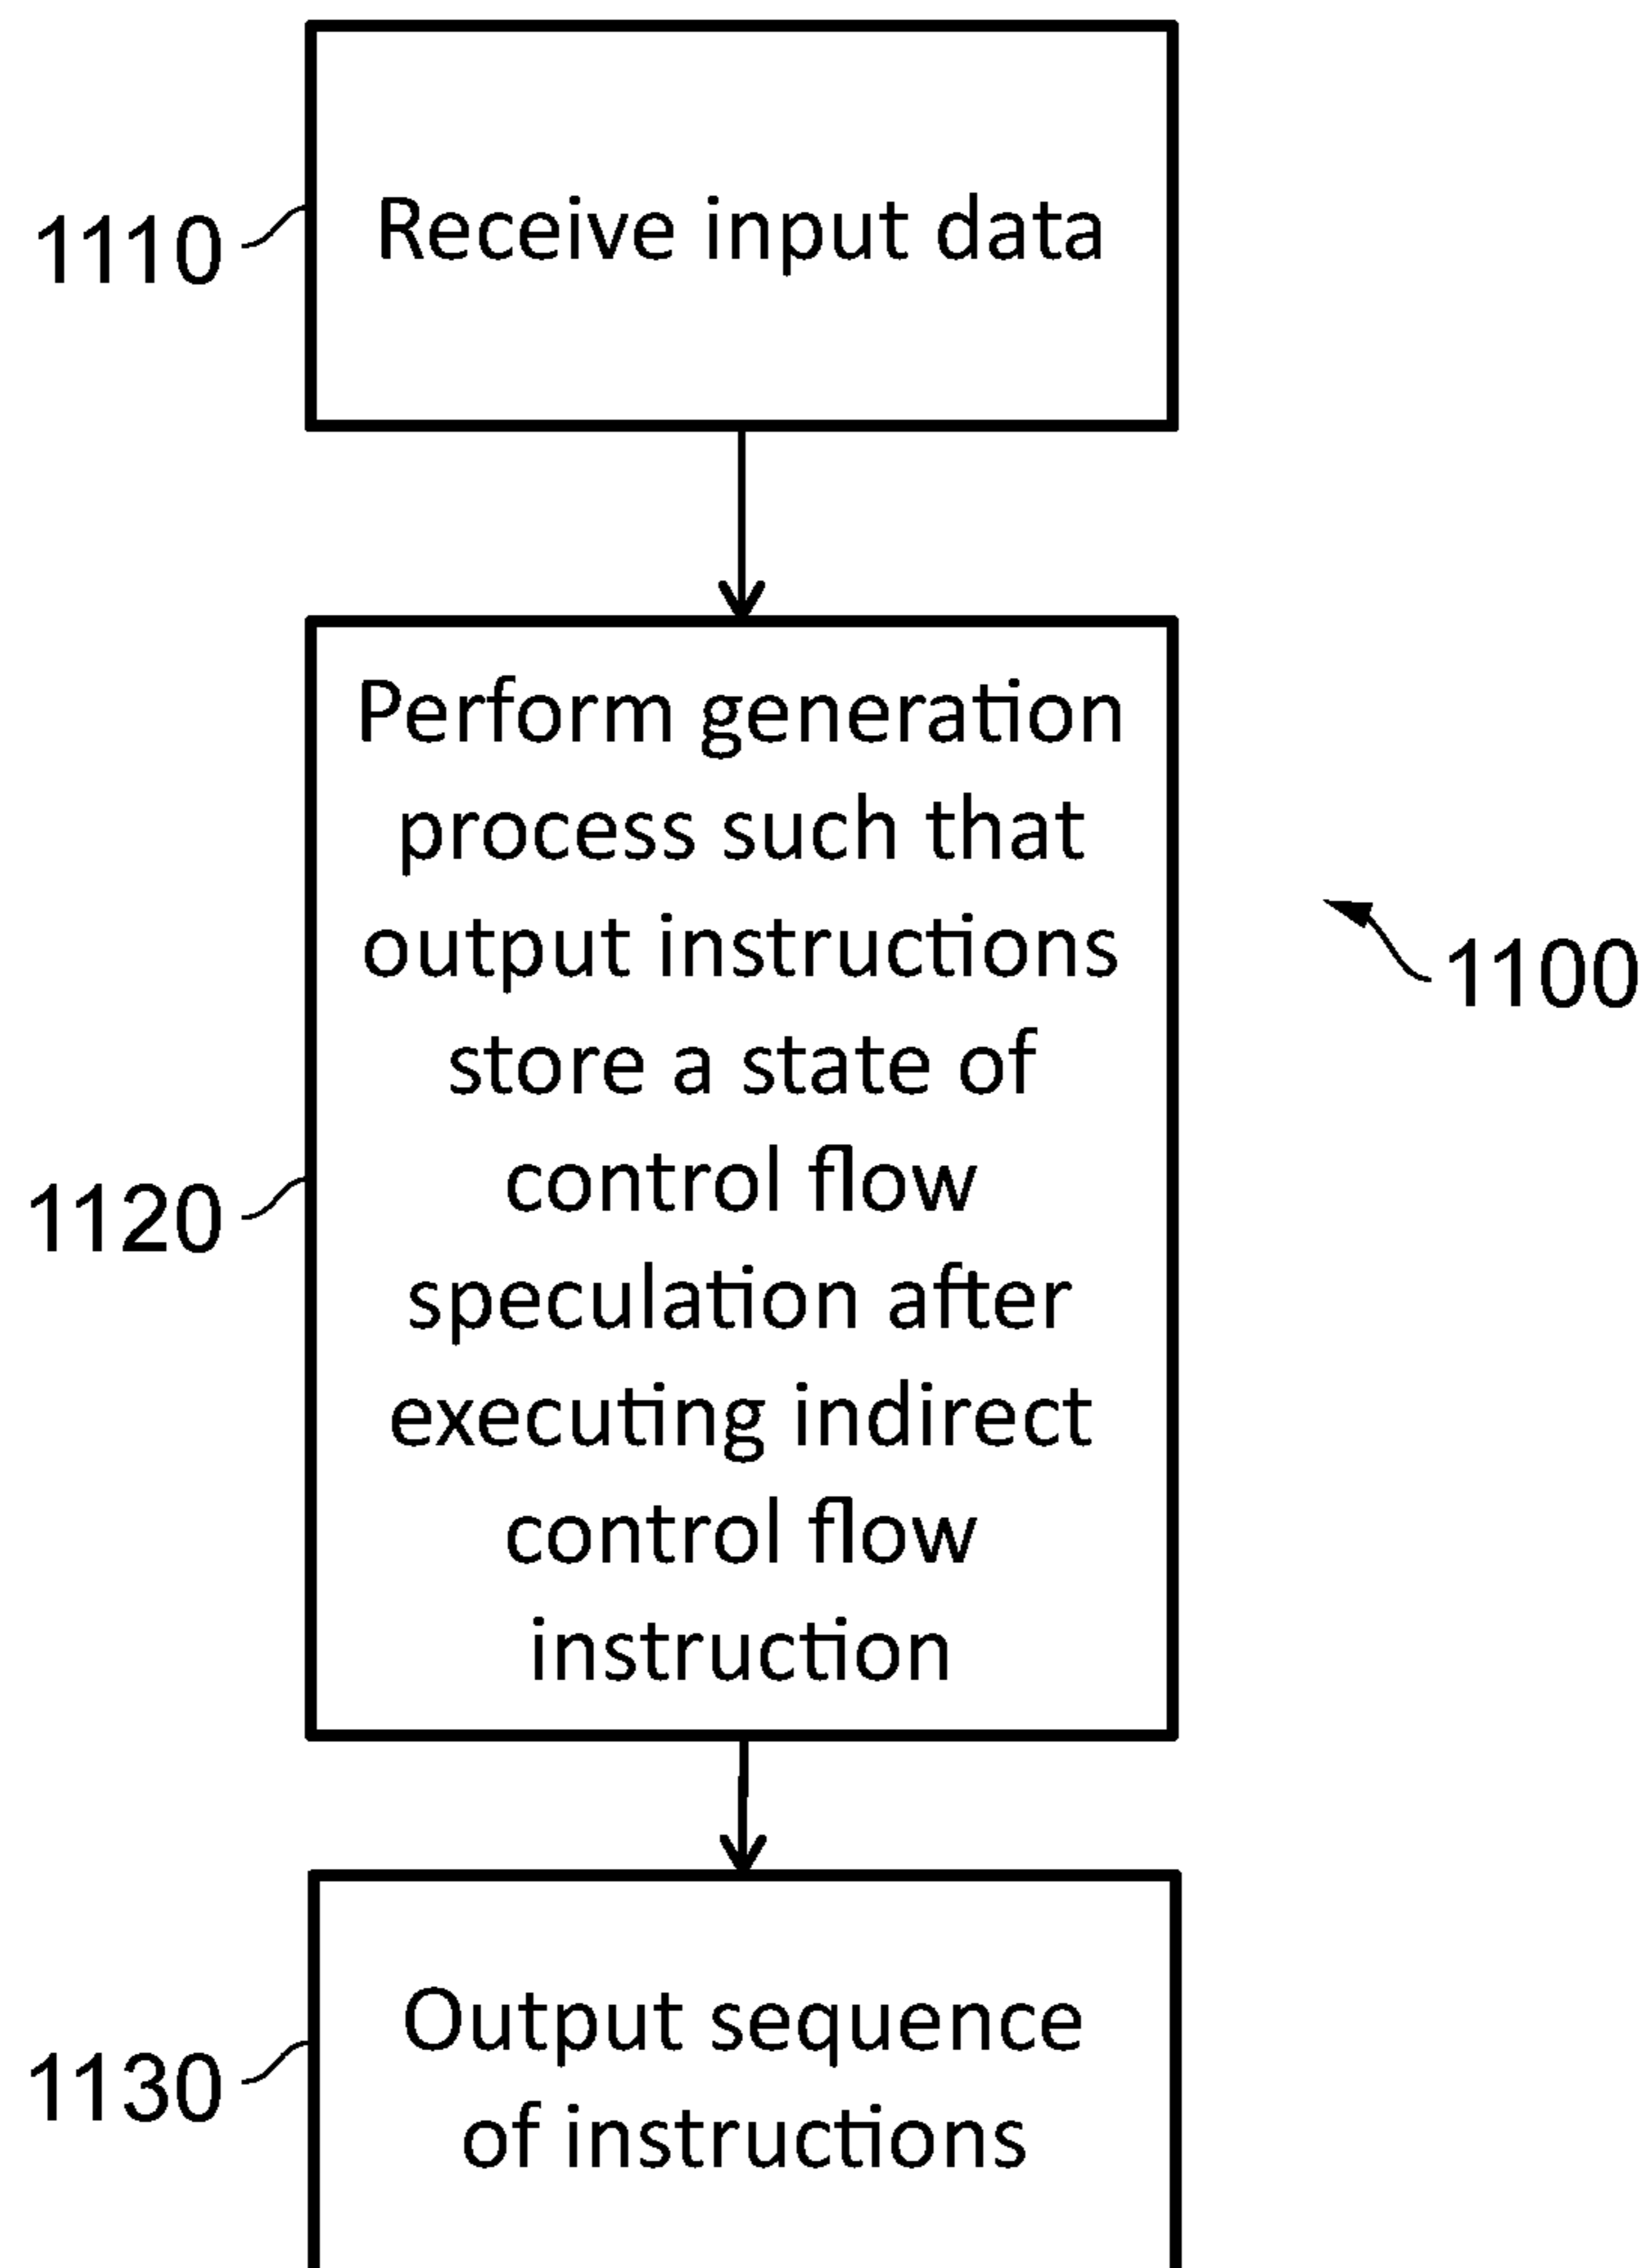 1110
Receive input data
Perform generation
process such that
output instructions
store a state of
control flow
speculation after
executing indirect
control flow
instruction
1100
1120
Output sequence
of instructions
1130